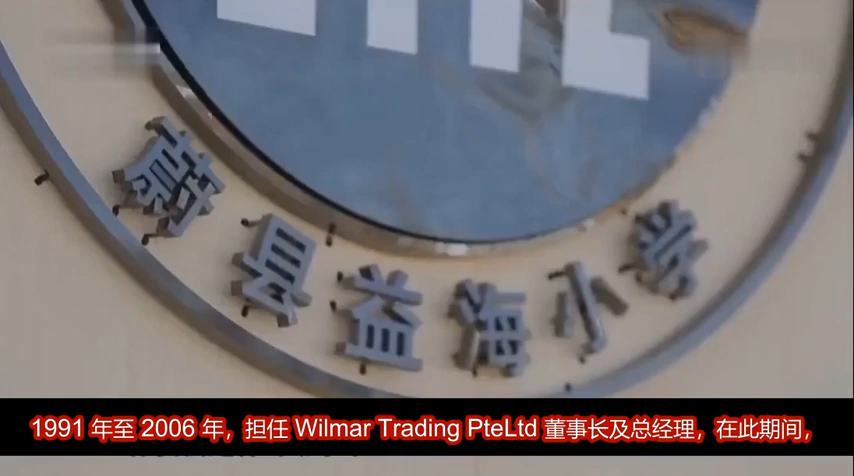 蔚县益海小学
1991 年至 2006 年，担任 Wilmar Trading PteLtd 董事长及总经理，在此期间，